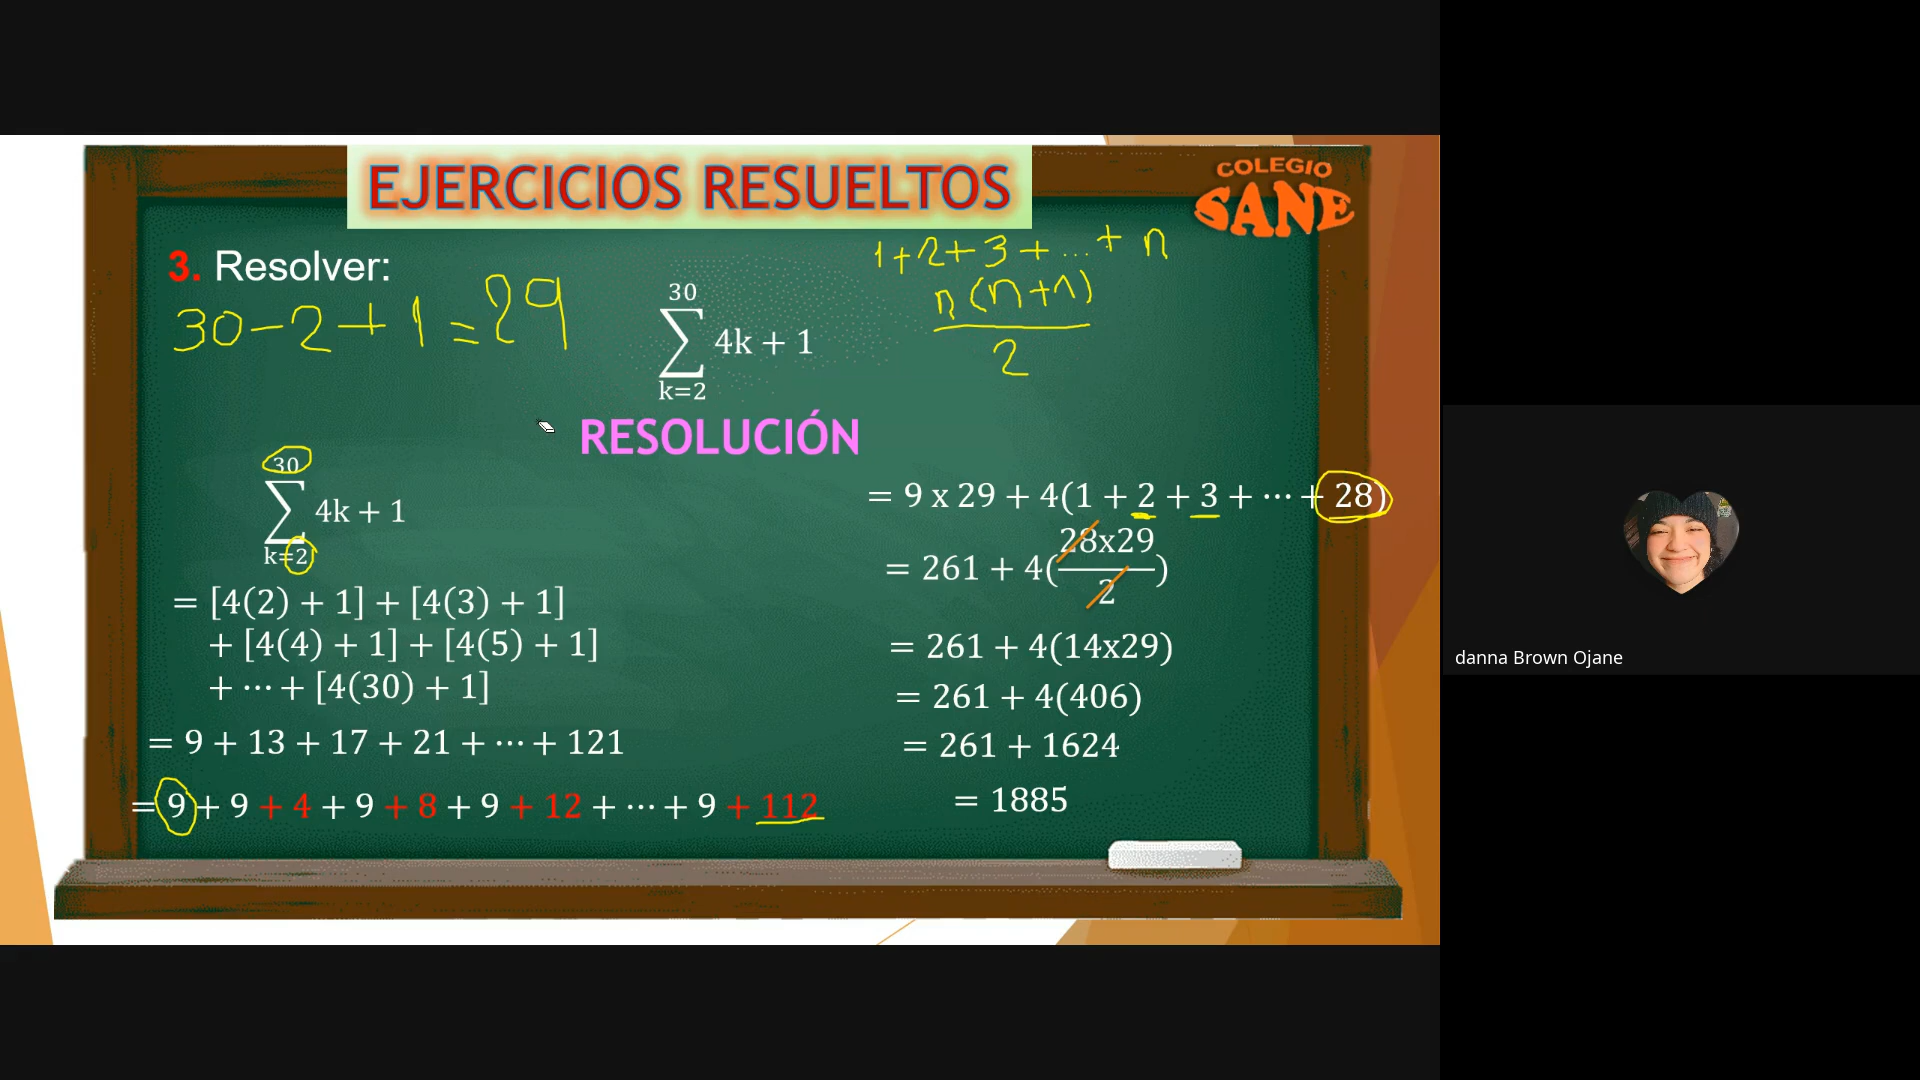 EJERCICIOS RESUELTOS
COLEGIO
SANE
3. Resolver:
30 − 2 + 1 = 29
30
∑ 4k + 1
k=2
1 + 2 + 3 + ... + n
n (n+1)
2
RESOLUCIÓN
30
∑ 4k + 1
k=2
= [4(2) + 1] + [4(3) + 1]
+ [4(4) + 1] + [4(5) + 1]
+ ⋯ + [4(30) + 1]
= 9 + 13 + 17 + 21 + ⋯ + 121
= 9 + 9 + 4 + 9 + 8 + 9 + 12 + ⋯ + 9 + 112
= 9 x 29 + 4(1 + 2 + 3 + ⋯ + 28)
= 261 + 4(28x29/2)
= 261 + 4(14x29)
= 261 + 4(406)
= 261 + 1624
= 1885
danna Brown Ojane